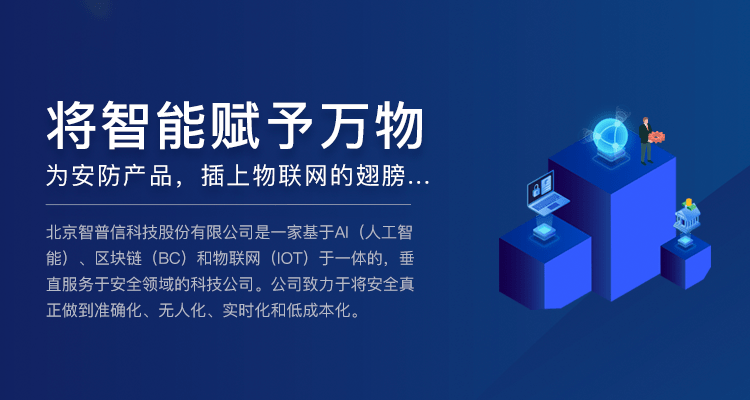 将智能赋予万物
为安防产品，插上物联网的翅膀...
北京智普信科技股份有限公司是一家基于AI（人工智
能）、区块链（BC）和物联网（IOT）于一体的，垂
直服务于安全领域的科技公司。公司致力于将安全真
正做到准确化、无人化、实时化和低成本化。